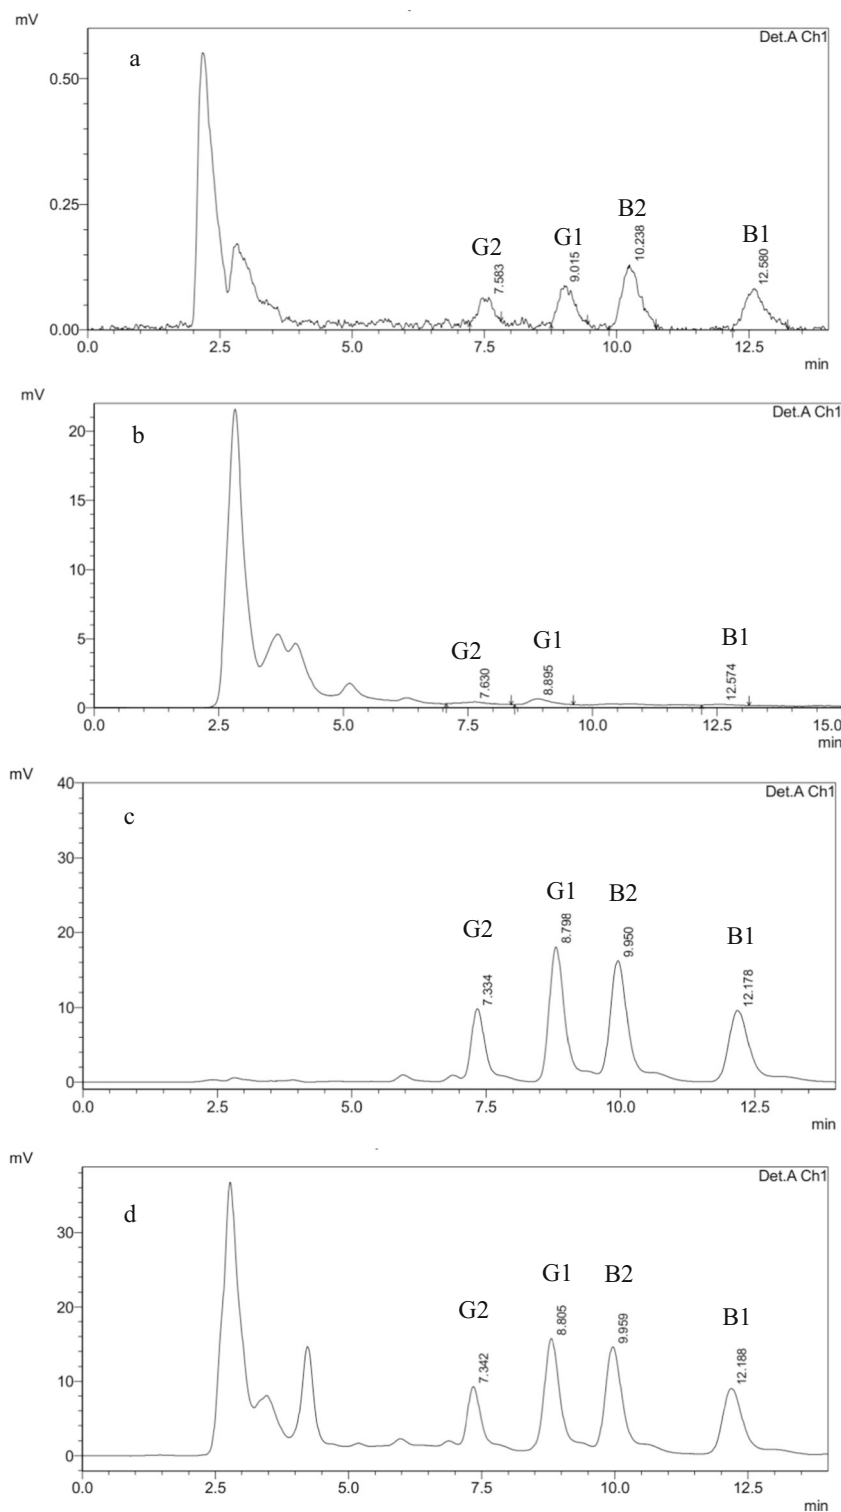 mV
Det.A Ch1
a
0.50
0.25
0.00
G2
7.583
G1
9.015
B2
10.238
B1
12.580
0.0 2.5 5.0 7.5 10.0 12.5
min
mV
Det.A Ch1
b
20
15
10
5
0
G2
7.630
G1
8.895
B1
12.574
0.0 2.5 5.0 7.5 10.0 12.5 15.0
min
mV
Det.A Ch1
c
40
30
20
10
0
G2
7.334
G1
8.798
B2
9.950
B1
12.178
0.0 2.5 5.0 7.5 10.0 12.5
min
mV
Det.A Ch1
d
30
20
10
0
G2
7.342
G1
8.805
B2
9.959
B1
12.188
0.0 2.5 5.0 7.5 10.0 12.5
min